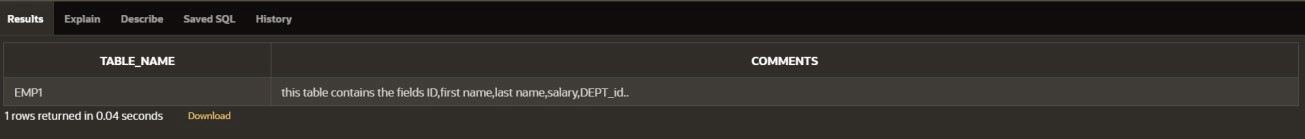 Results Explain Describe Saved SQL History
TABLE_NAME COMMENTS
EMP1 this table contains the fields ID,first name,last name,salary,DEPT_id..
1 rows returned in 0.04 seconds Download